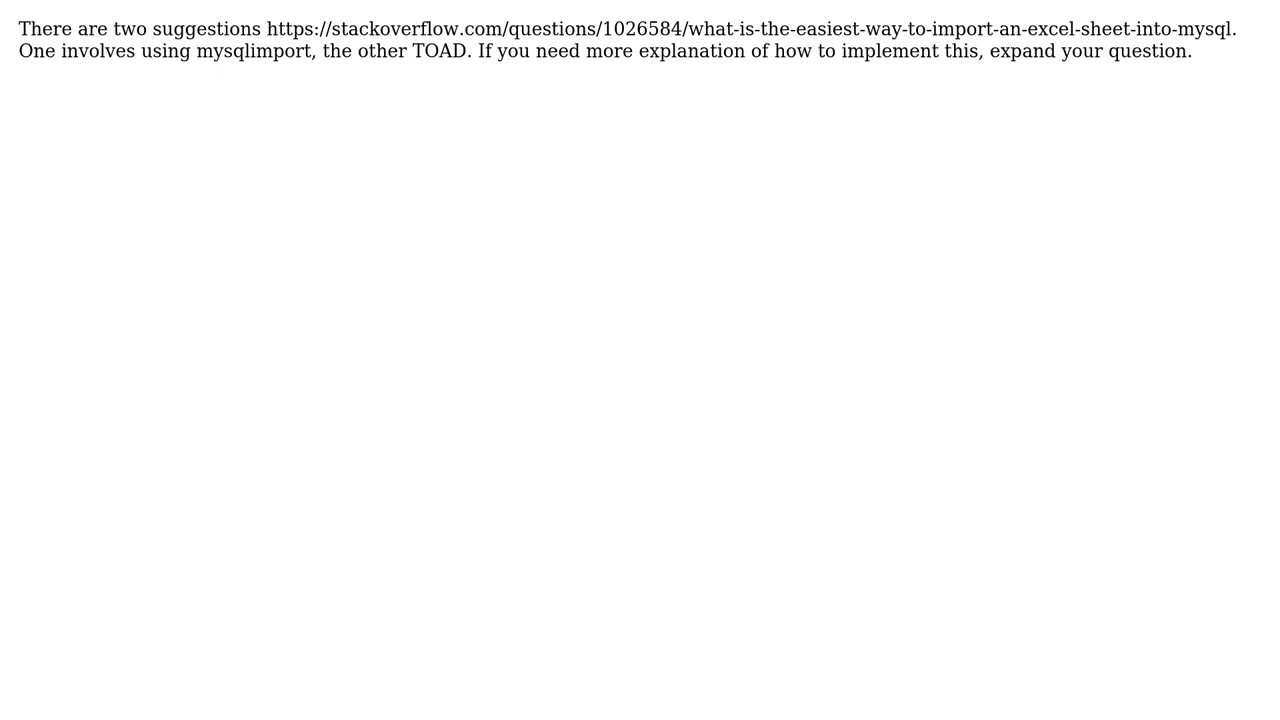 There are two suggestions https://stackoverflow.com/questions/1026584/what-is-the-easiest-way-to-import-an-excel-sheet-into-mysql.
One involves using mysqlimport, the other TOAD. If you need more explanation of how to implement this, expand your question.